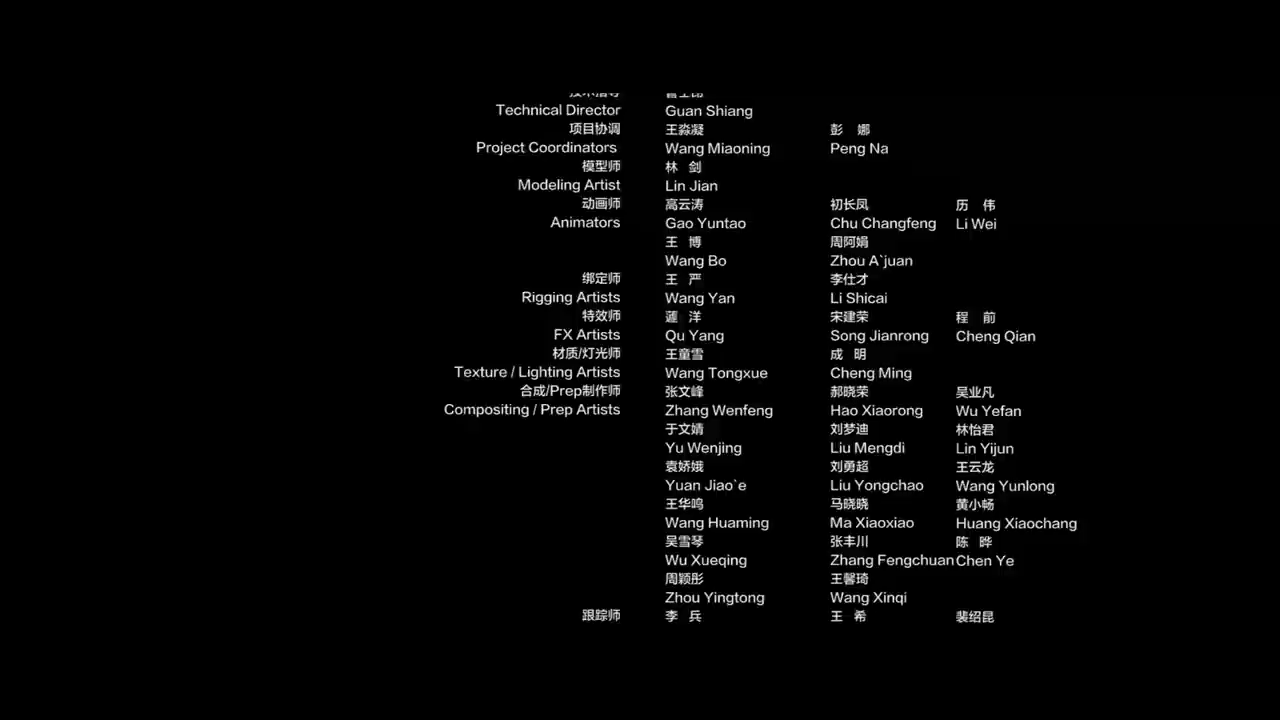 Technical Director Guan Shiang
项目协调 王淼凝 彭 娜
Project Coordinators Wang Miaoning Peng Na
模型师 林 剑
Modeling Artist Lin Jian
动画师 高云涛 初长凤 历 伟
Animators Gao Yuntao Chu Changfeng Li Wei
王 博 周阿娟
Wang Bo Zhou A`juan
绑定师 王 严 李仕才
Rigging Artists Wang Yan Li Shicai
特效师 蘧 洋 宋建荣 程 前
FX Artists Qu Yang Song Jianrong Cheng Qian
材质/灯光师 王童雪 成 明
Texture / Lighting Artists Wang Tongxue Cheng Ming
合成/Prep制作师 张文峰 郝晓荣 吴业凡
Compositing / Prep Artists Zhang Wenfeng Hao Xiaorong Wu Yefan
于文婧 刘梦迪 林怡君
Yu Wenjing Liu Mengdi Lin Yijun
袁娇娥 刘勇超 王云龙
Yuan Jiao`e Liu Yongchao Wang Yunlong
王华鸣 马晓晓 黄小畅
Wang Huaming Ma Xiaoxiao Huang Xiaochang
吴雪琴 张丰川 陈 晔
Wu Xueqing Zhang Fengchuan Chen Ye
周颖彤 王馨琦
Zhou Yingtong Wang Xinqi
跟踪师 李 兵 王 希 裴绍昆